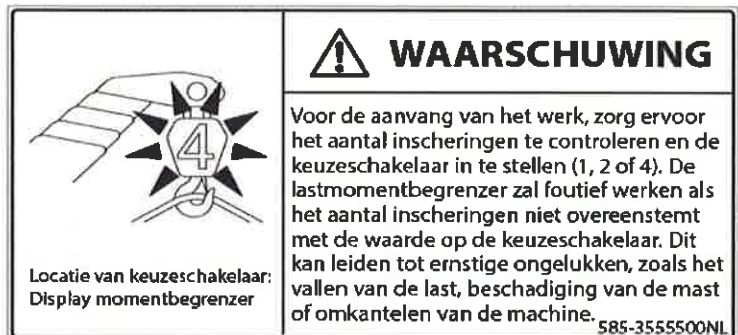 4
Locatie van keuzeschakelaar:
Display momentbegrenzer
WAARSCHUWING
Voor de aanvang van het werk, zorg ervoor
het aantal inscheringen te controleren en de
keuzeschakelaar in te stellen (1, 2 of 4). De
lastmomentbegrenzer zal foutief werken als
het aantal inscheringen niet overeenstemt
met de waarde op de keuzeschakelaar. Dit
kan leiden tot ernstige ongelukken, zoals het
vallen van de last, beschadiging van de mast
of omkantelen van de machine.
585-3555500NL